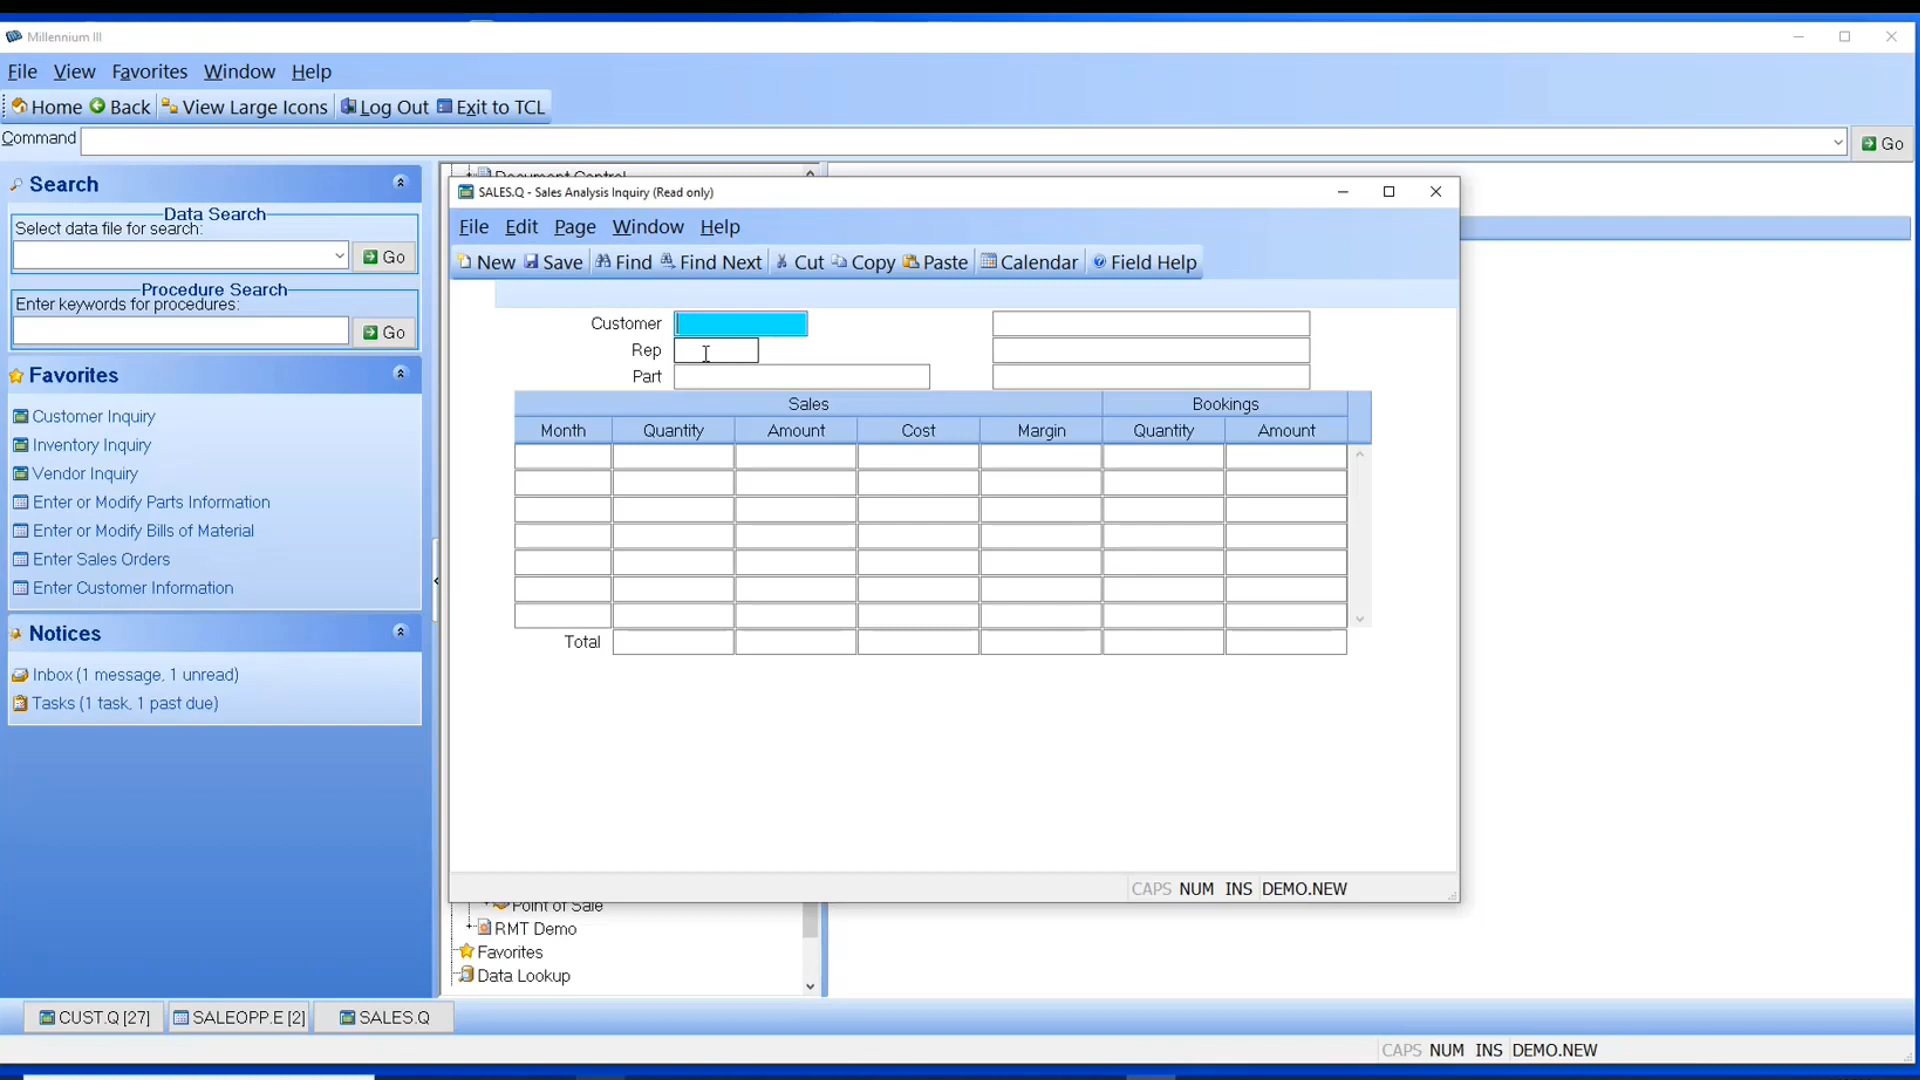 Millennium III
File View Favorites Window Help
Home Back View Large Icons Log Out Exit to TCL
Command Go
Search
Data Search
Select data file for search:
Go
Procedure Search
Enter keywords for procedures:
Go
Favorites
Customer Inquiry
Inventory Inquiry
Vendor Inquiry
Enter or Modify Parts Information
Enter or Modify Bills of Material
Enter Sales Orders
Enter Customer Information
Notices
Inbox (1 message, 1 unread)
Tasks (1 task, 1 past due)
Document Control
SALES.Q - Sales Analysis Inquiry (Read only)
File Edit Page Window Help
New Save Find Find Next Cut Copy Paste Calendar Field Help
Customer
Rep
Part
Sales Bookings
Month Quantity Amount Cost Margin Quantity Amount
Total
CAPS NUM INS DEMO.NEW
Point of Sale
RMT Demo
Favorites
Data Lookup
CUST.Q [27] SALEOPP.E [2] SALES.Q
CAPS NUM INS DEMO.NEW